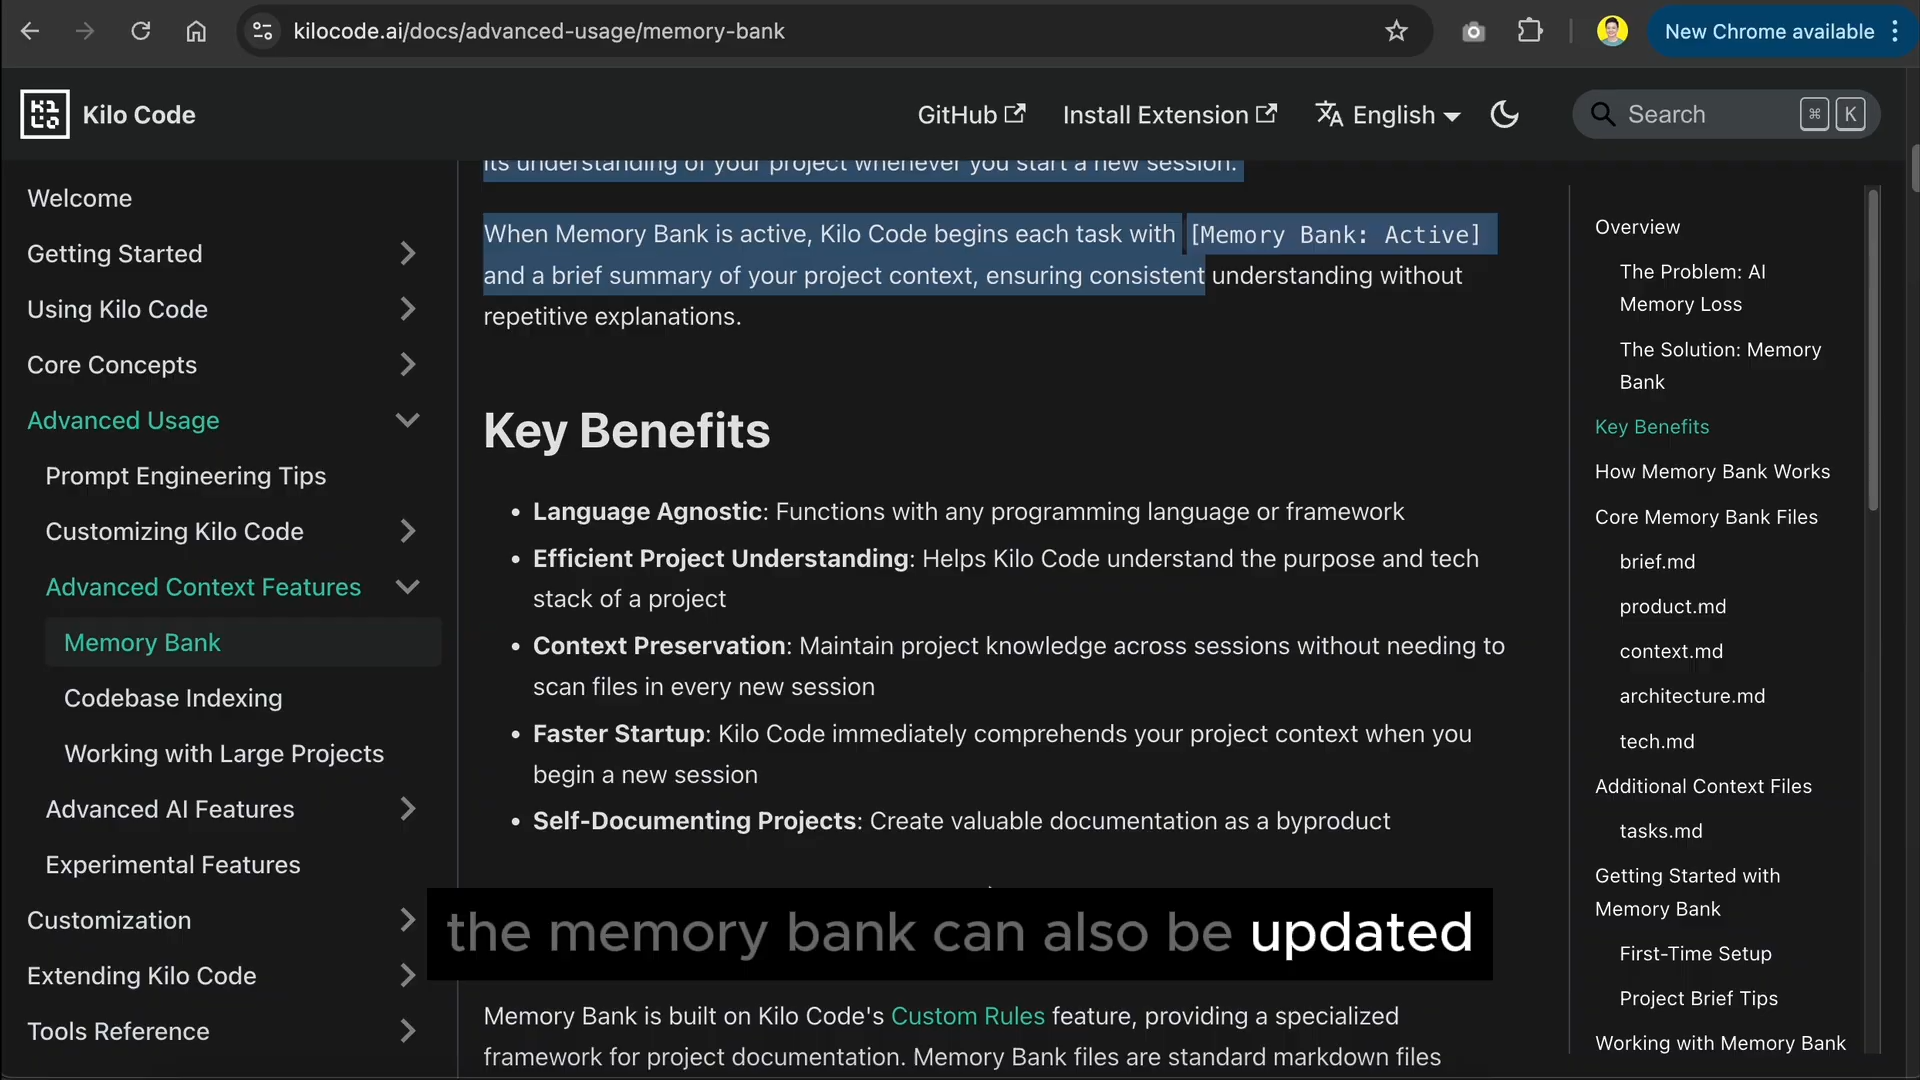 kilocode.ai/docs/advanced-usage/memory-bank
New Chrome available
Kilo Code
GitHub
Install Extension
English
Search
⌘ K
Welcome
Getting Started
Using Kilo Code
Core Concepts
Advanced Usage
Prompt Engineering Tips
Customizing Kilo Code
Advanced Context Features
Memory Bank
Codebase Indexing
Working with Large Projects
Advanced AI Features
Experimental Features
Customization
Extending Kilo Code
Tools Reference
its understanding of your project whenever you start a new session.
When Memory Bank is active, Kilo Code begins each task with [Memory Bank: Active]
and a brief summary of your project context, ensuring consistent understanding without
repetitive explanations.
Key Benefits
• Language Agnostic: Functions with any programming language or framework
• Efficient Project Understanding: Helps Kilo Code understand the purpose and tech
stack of a project
• Context Preservation: Maintain project knowledge across sessions without needing to
scan files in every new session
• Faster Startup: Kilo Code immediately comprehends your project context when you
begin a new session
• Self-Documenting Projects: Create valuable documentation as a byproduct
the memory bank can also be updated
Memory Bank is built on Kilo Code's Custom Rules feature, providing a specialized
framework for project documentation. Memory Bank files are standard markdown files
Overview
The Problem: AI
Memory Loss
The Solution: Memory
Bank
Key Benefits
How Memory Bank Works
Core Memory Bank Files
brief.md
product.md
context.md
architecture.md
tech.md
Additional Context Files
tasks.md
Getting Started with
Memory Bank
First-Time Setup
Project Brief Tips
Working with Memory Bank